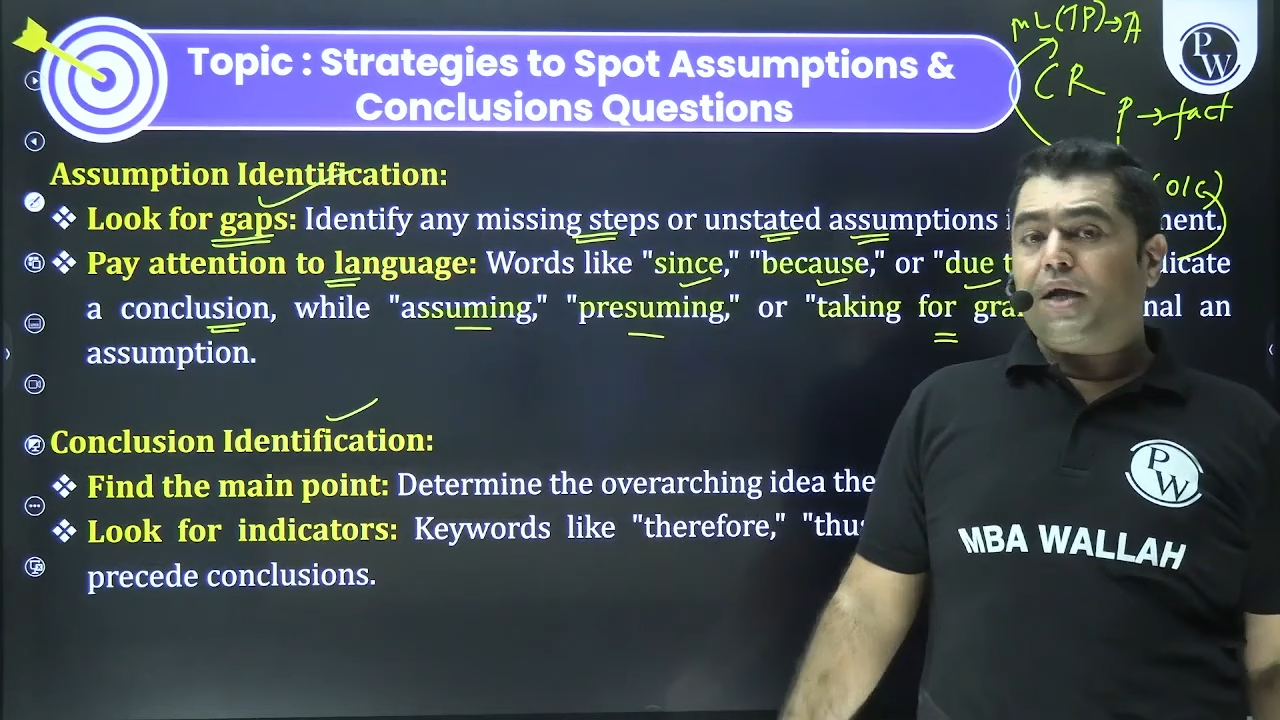 Topic : Strategies to Spot Assumptions &
Conclusions Questions
ML(TP)→A
CR
P → fact
(O/C)
PW
Assumption Identification:
❖ Look for gaps: Identify any missing steps or unstated assumptions
❖ Pay attention to language: Words like "since," "because," or "due
a conclusion, while "assuming," "presuming," or "taking for an
assumption.
Conclusion Identification:
❖ Find the main point: Determine the overarching idea
❖ Look for indicators: Keywords like "therefore,"
precede conclusions.
PW
MBA WALLAH